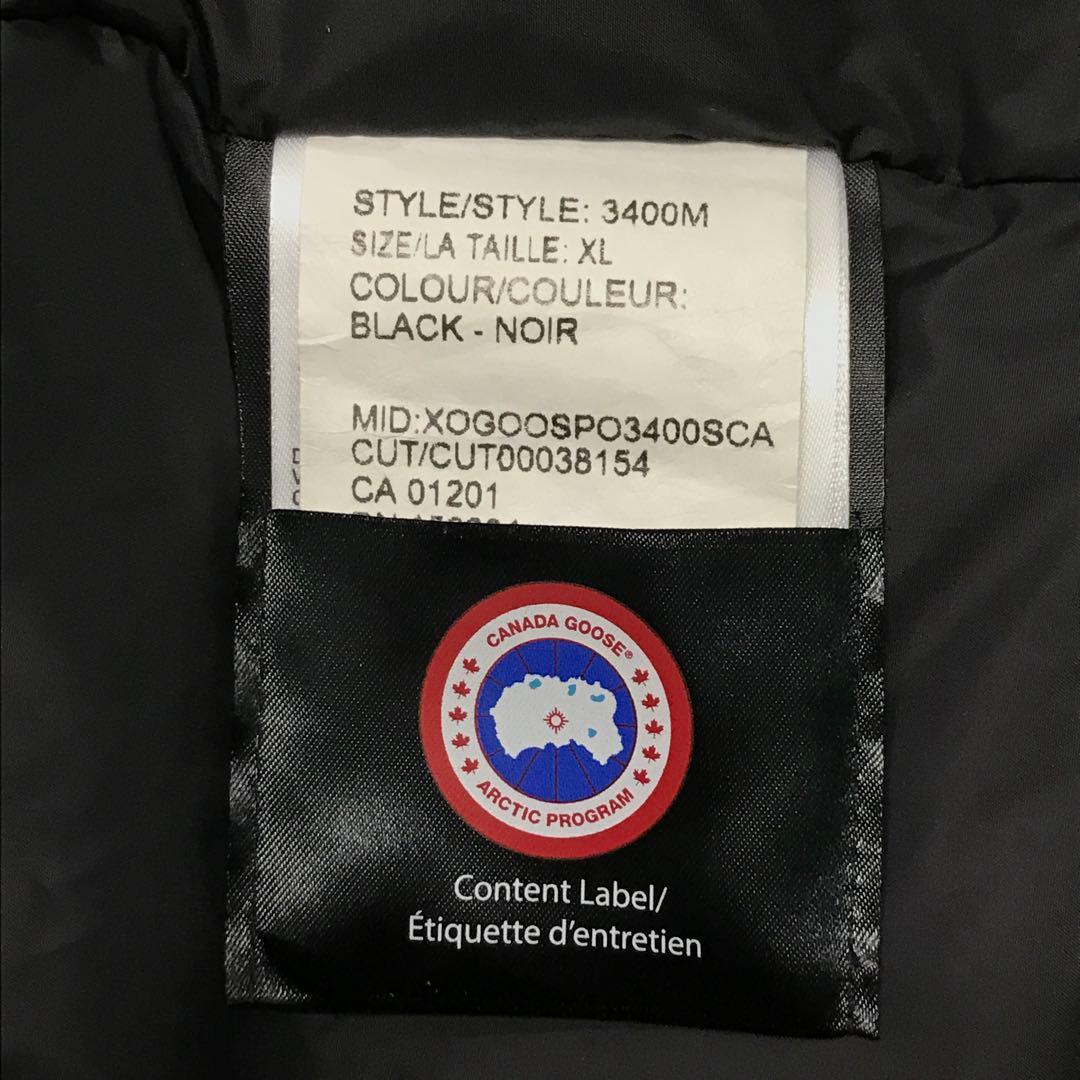 STYLE/STYLE: 3400M
SIZE/LA TAILLE: XL
COLOUR/COULEUR:
BLACK - NOIR
MID:XOGOOSPO3400SCA
CUT/CUT00038154
CA 01201
CANADA GOOSE®
ARCTIC PROGRAM
Content Label/
Étiquette d'entretien